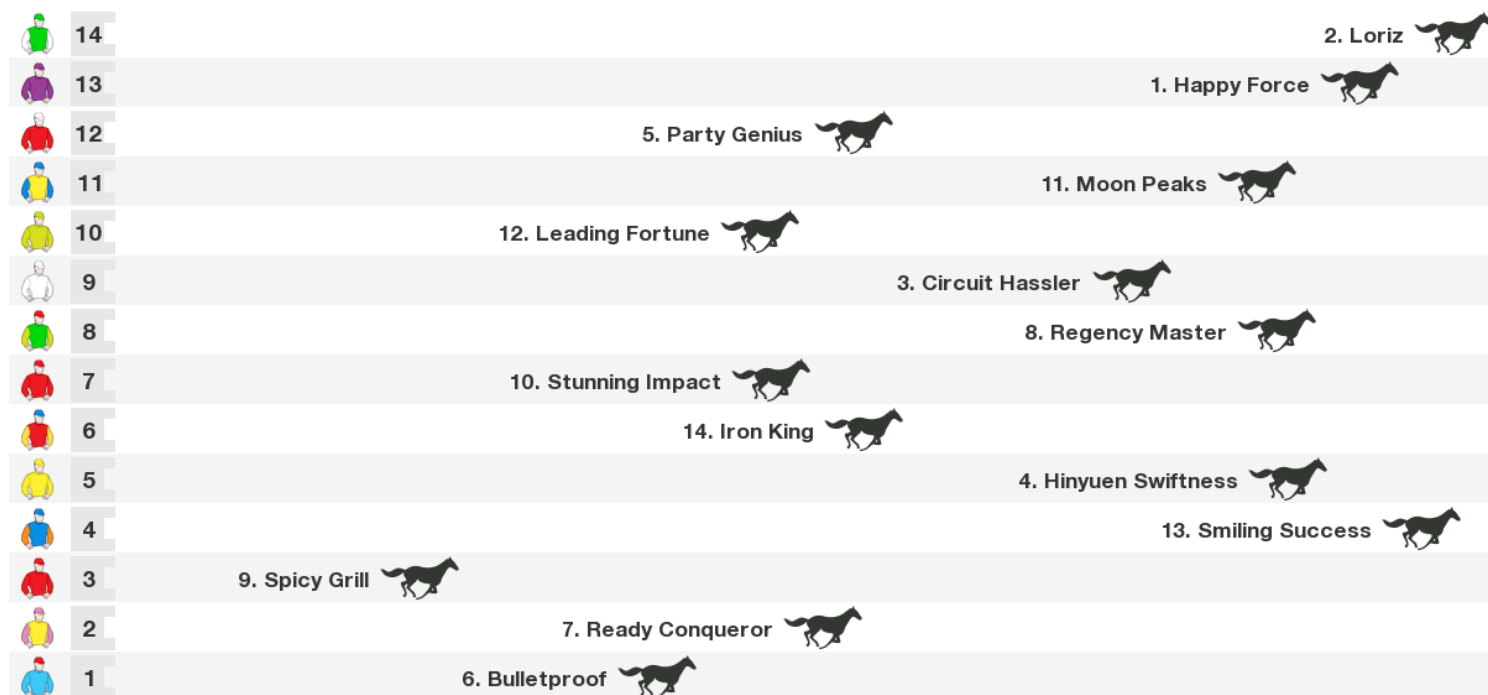 14 2. Loriz
13 1. Happy Force
12 5. Party Genius
11 11. Moon Peaks
10 12. Leading Fortune
9 3. Circuit Hassler
8 8. Regency Master
7 10. Stunning Impact
6 14. Iron King
5 4. Hinyuen Swiftness
4 13. Smiling Success
3 9. Spicy Grill
2 7. Ready Conqueror
1 6. Bulletproof